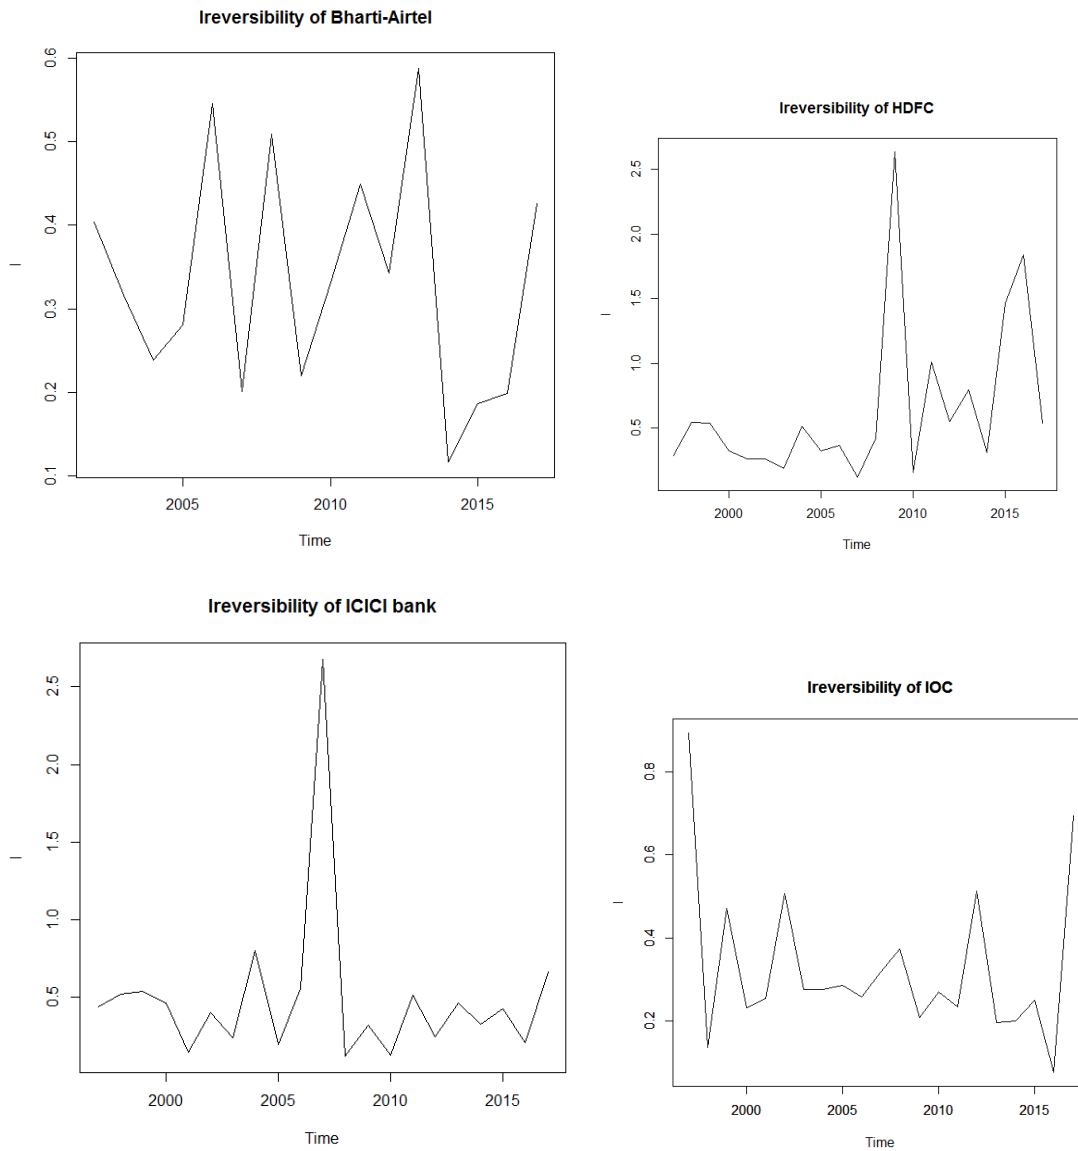 Ireversibility of Bharti-Airtel
0.6
0.5
0.4
0.3
0.2
0.1
I
2005 2010 2015
Time
Ireversibility of HDFC
2.5
2.0
1.5
1.0
0.5
I
2000 2005 2010 2015
Time
Ireversibility of ICICI bank
2.5
2.0
1.5
1.0
0.5
I
2000 2005 2010 2015
Time
Ireversibility of IOC
0.8
0.6
0.4
0.2
I
2000 2005 2010 2015
Time